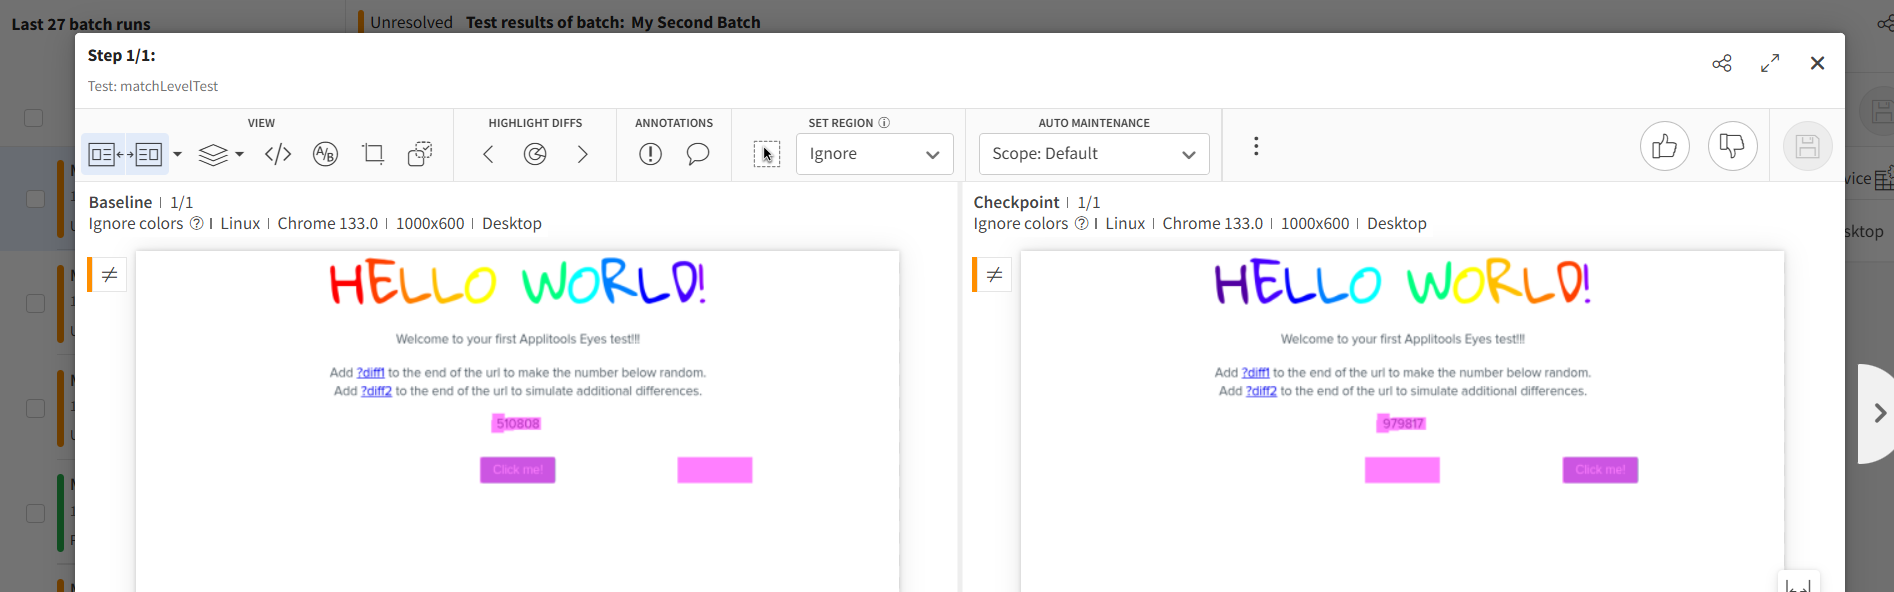 Last 27 batch runs
Unresolved Test results of batch: My Second Batch
Step 1/1:
Test: matchLevelTest
VIEW
HIGHLIGHT DIFFS
ANNOTATIONS
SET REGION
AUTO MAINTENANCE
A/B
Ignore
Scope: Default
Baseline | 1/1
Ignore colors ? | Linux | Chrome 133.0 | 1000x600 | Desktop
≠
HELLO WORLD!
Welcome to your first Applitools Eyes test!!!
Add ?diff1 to the end of the url to make the number below random.
Add ?diff2 to the end of the url to simulate additional differences.
510808
Click me!
Checkpoint | 1/1
Ignore colors ? | Linux | Chrome 133.0 | 1000x600 | Desktop
≠
HELLO WORLD!
Welcome to your first Applitools Eyes test!!!
Add ?diff1 to the end of the url to make the number below random.
Add ?diff2 to the end of the url to simulate additional differences.
979817
Click me!
vice
sktop